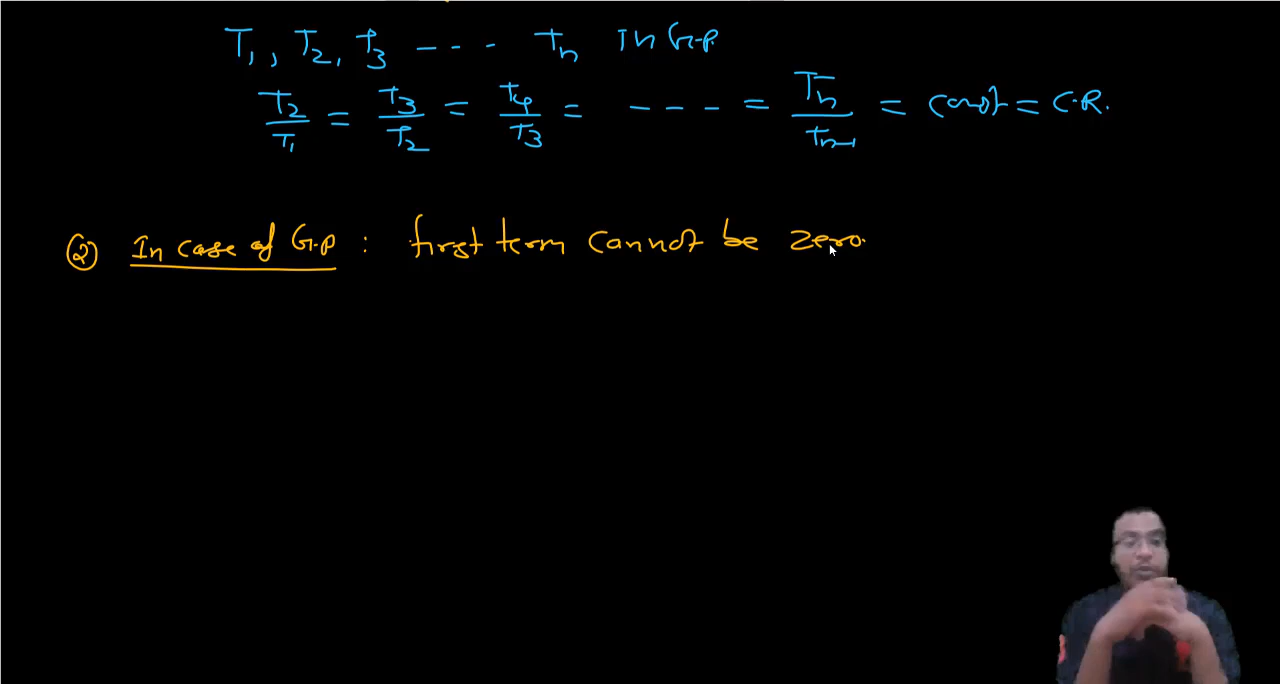 T₁, T₂, T₃ --- Tₙ in G.P.
T₂/T₁ = T₃/T₂ = T₄/T₃ = --- = Tₙ/Tₙ₋₁ = Const = C.R.
② In case of G.P : first term cannot be zero.